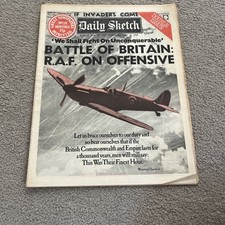 IF INVADERS COME
Daily Sketch
'We Shall Fight On Unconquerable'
BATTLE OF BRITAIN:
R.A.F. ON OFFENSIVE
Let us brace ourselves to our duty and
so bear ourselves that if the
British Commonwealth and Empire lasts for
a thousand years, men will still say:
This Was Their Finest Hour.